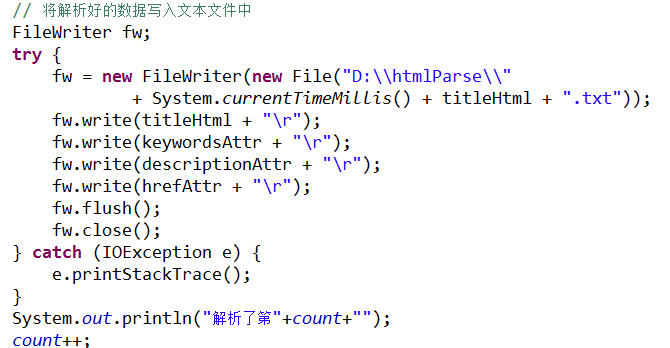 // 将解析好的数据写入文本文件中
FileWriter fw;
try {
    fw = new FileWriter(new File("D:\\htmlParse\\"
            + System.currentTimeMillis() + titleHtml + ".txt"));
    fw.write(titleHtml + "\r");
    fw.write(keywordsAttr + "\r");
    fw.write(descriptionAttr + "\r");
    fw.write(hrefAttr + "\r");
    fw.flush();
    fw.close();
} catch (IOException e) {
    e.printStackTrace();
}
System.out.println("解析了第"+count+"");
count++;